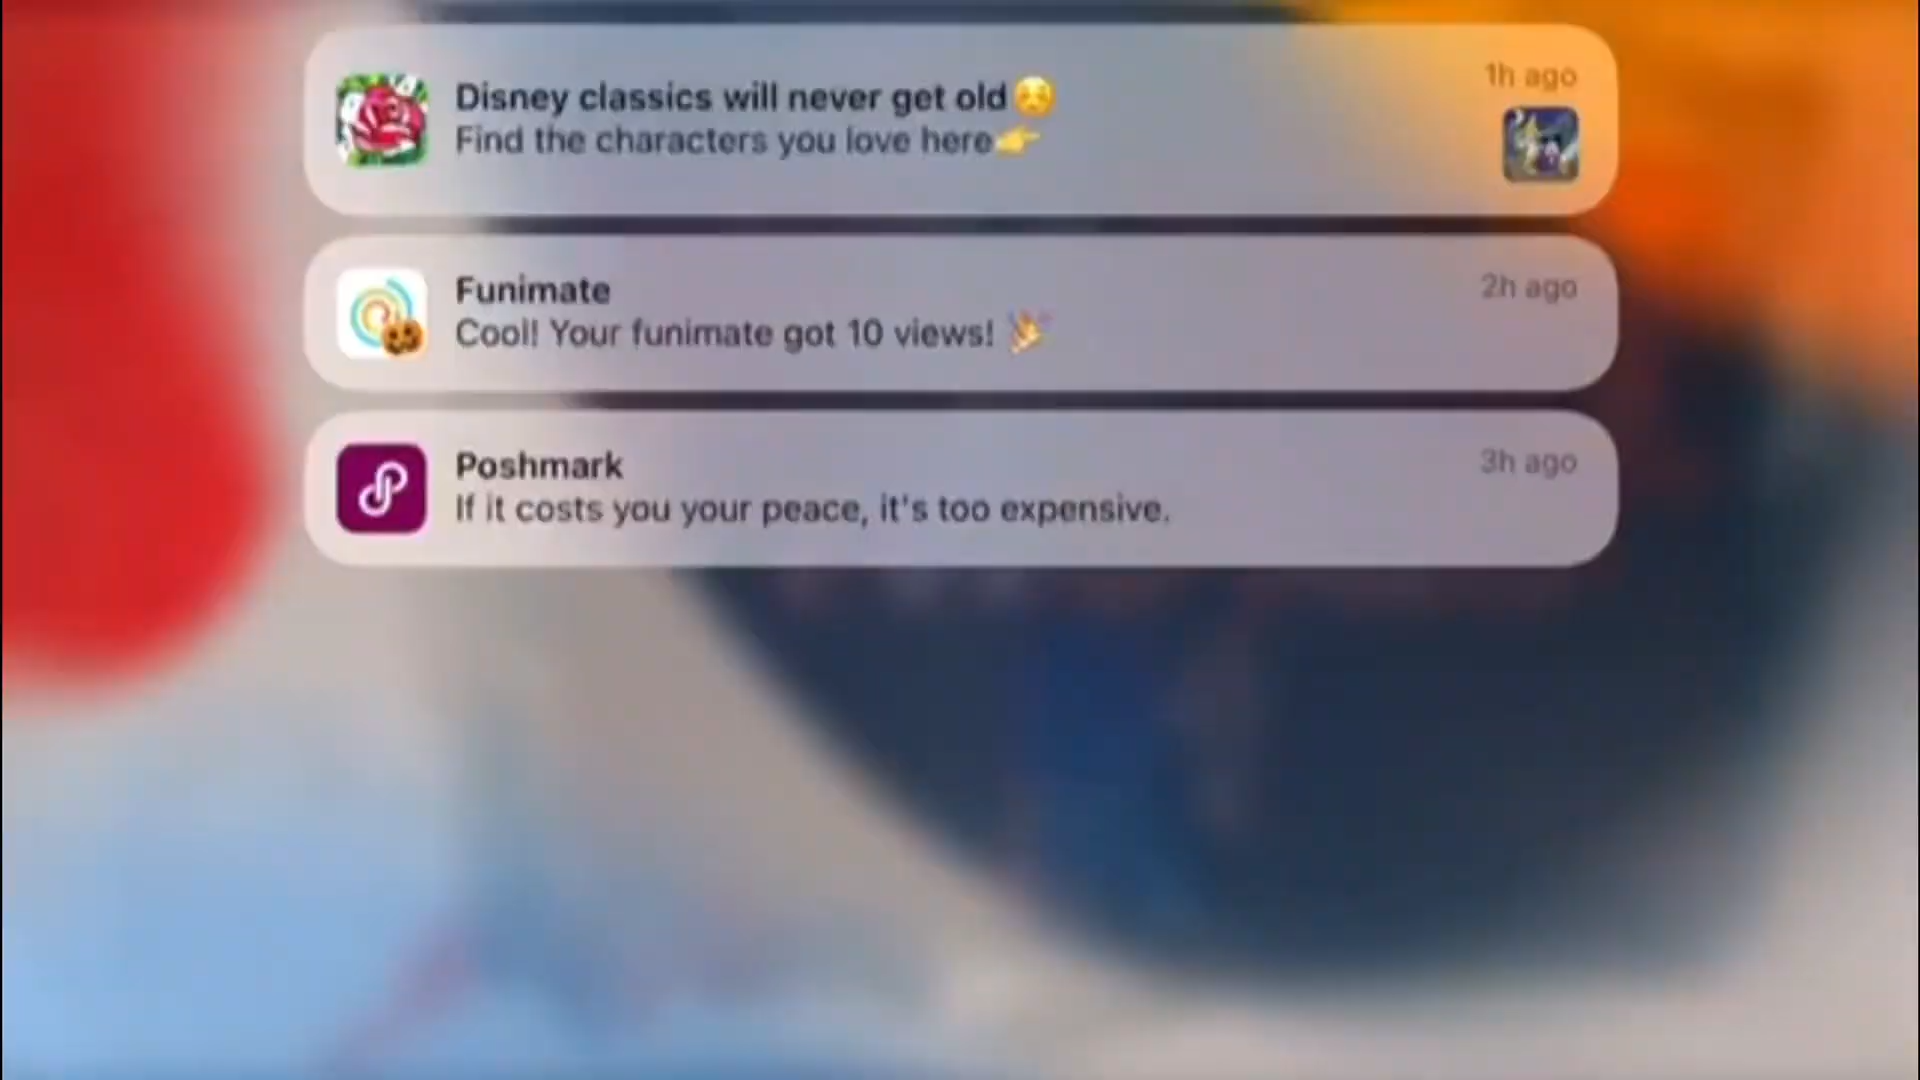 Disney classics will never get old☺️
1h ago
Find the characters you love here👉
Funimate
2h ago
Cool! Your funimate got 10 views! 🎉
Poshmark
3h ago
If it costs you your peace, it's too expensive.